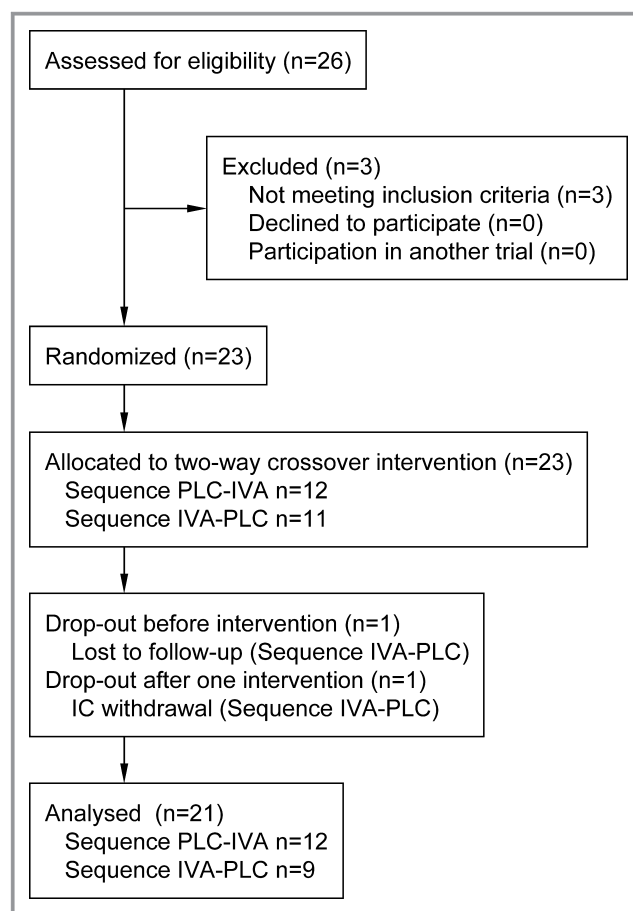 Assessed for eligibility (n=26)
Excluded (n=3)
Not meeting inclusion criteria (n=3)
Declined to participate (n=0)
Participation in another trial (n=0)
Randomized (n=23)
Allocated to two-way crossover intervention (n=23)
Sequence PLC-IVA n=12
Sequence IVA-PLC n=11
Drop-out before intervention (n=1)
Lost to follow-up (Sequence IVA-PLC)
Drop-out after one intervention (n=1)
IC withdrawal (Sequence IVA-PLC)
Analysed (n=21)
Sequence PLC-IVA n=12
Sequence IVA-PLC n=9